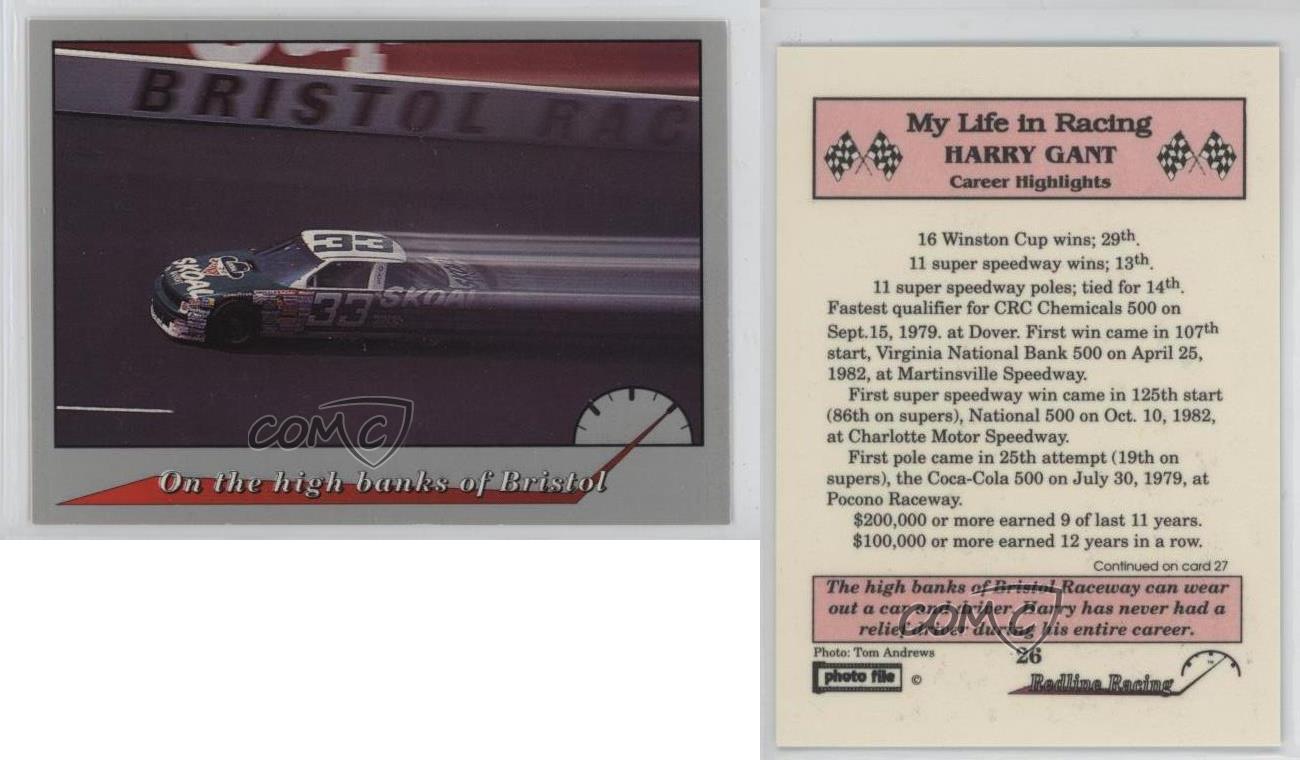 BRISTOL RAC
33
SKOAL
33
SKOAL
COMC
On the high banks of Bristol
My Life in Racing
HARRY GANT
Career Highlights
16 Winston Cup wins; 29th.
11 super speedway wins; 13th.
11 super speedway poles; tied for 14th.
Fastest qualifier for CRC Chemicals 500 on
Sept.15, 1979. at Dover. First win came in 107th
start, Virginia National Bank 500 on April 25,
1982, at Martinsville Speedway.
First super speedway win came in 125th start
(86th on supers), National 500 on Oct. 10, 1982,
at Charlotte Motor Speedway.
First pole came in 25th attempt (19th on
supers), the Coca-Cola 500 on July 30, 1979, at
Pocono Raceway.
$200,000 or more earned 9 of last 11 years.
$100,000 or more earned 12 years in a row.
Continued on card 27
The high banks of Bristol Raceway can wear
out a car and driver. Harry has never had a
relief driver during his entire career.
COMC
Photo: Tom Andrews
26
photo file ©
Redline Racing